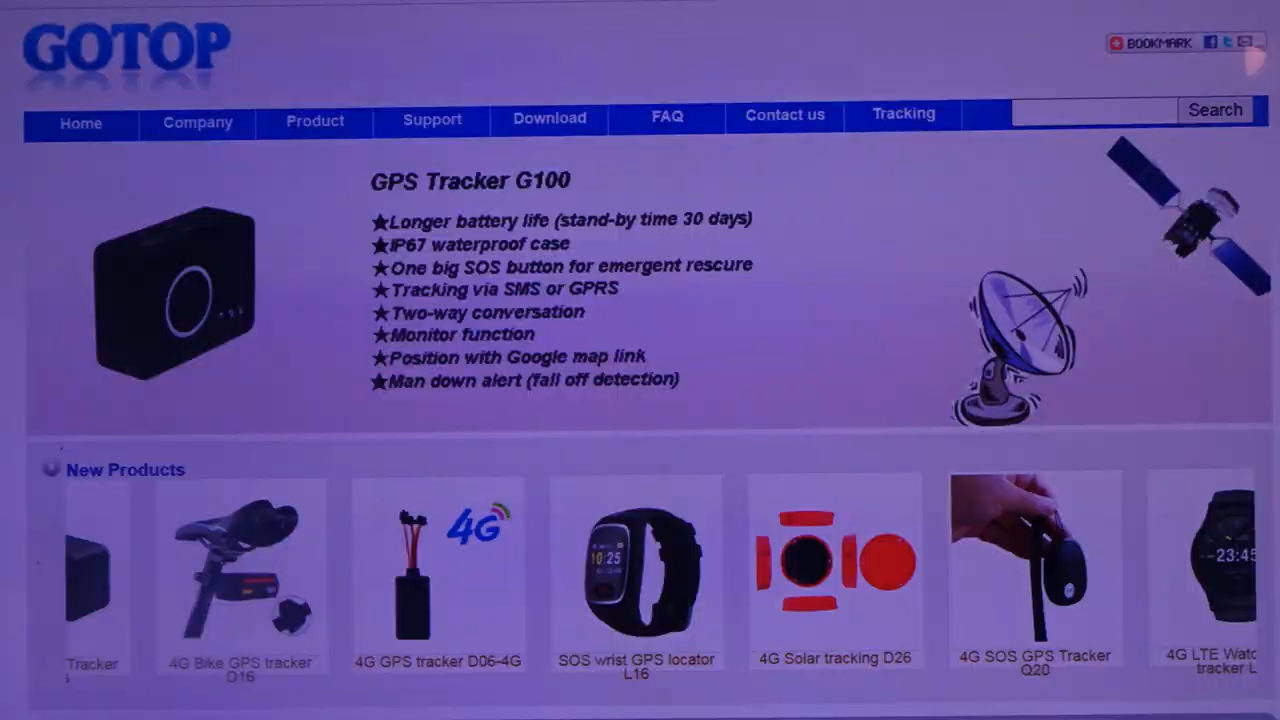 GOTOP
BOOKMARK
Home Company Product Support Download FAQ Contact us Tracking Search
GPS Tracker G100
★Longer battery life (stand-by time 30 days)
★IP67 waterproof case
★One big SOS button for emergent rescure
★Tracking via SMS or GPRS
★Two-way conversation
★Monitor function
★Position with Google map link
★Man down alert (fall off detection)
New Products
4G
10:25
23:45
Tracker
4G Bike GPS tracker
D16
4G GPS tracker D06-4G
SOS wrist GPS locator
L16
4G Solar tracking D26
4G SOS GPS Tracker
Q20
4G LTE Watc
tracker L